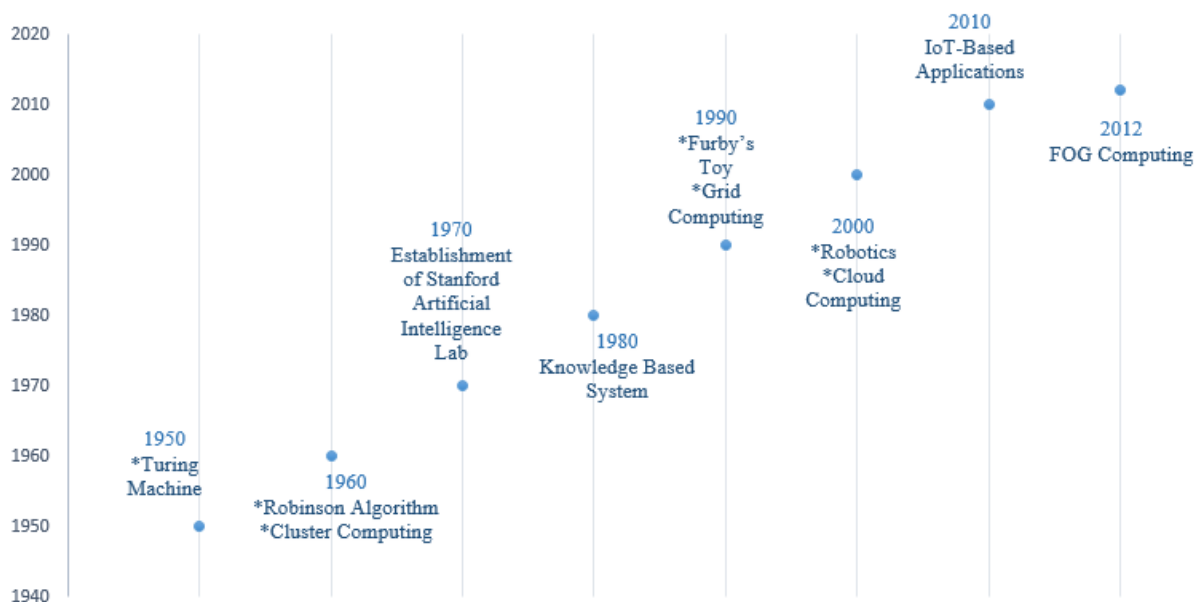 2020
2010
2000
1990
1980
1970
1960
1950
1940
1950
*Turing
Machine
1960
*Robinson Algorithm
*Cluster Computing
1970
Establishment
of Stanford
Artificial
Intelligence
Lab
1980
Knowledge Based
System
1990
*Furby’s
Toy
*Grid
Computing
2000
*Robotics
*Cloud
Computing
2010
IoT-Based
Applications
2012
FOG Computing